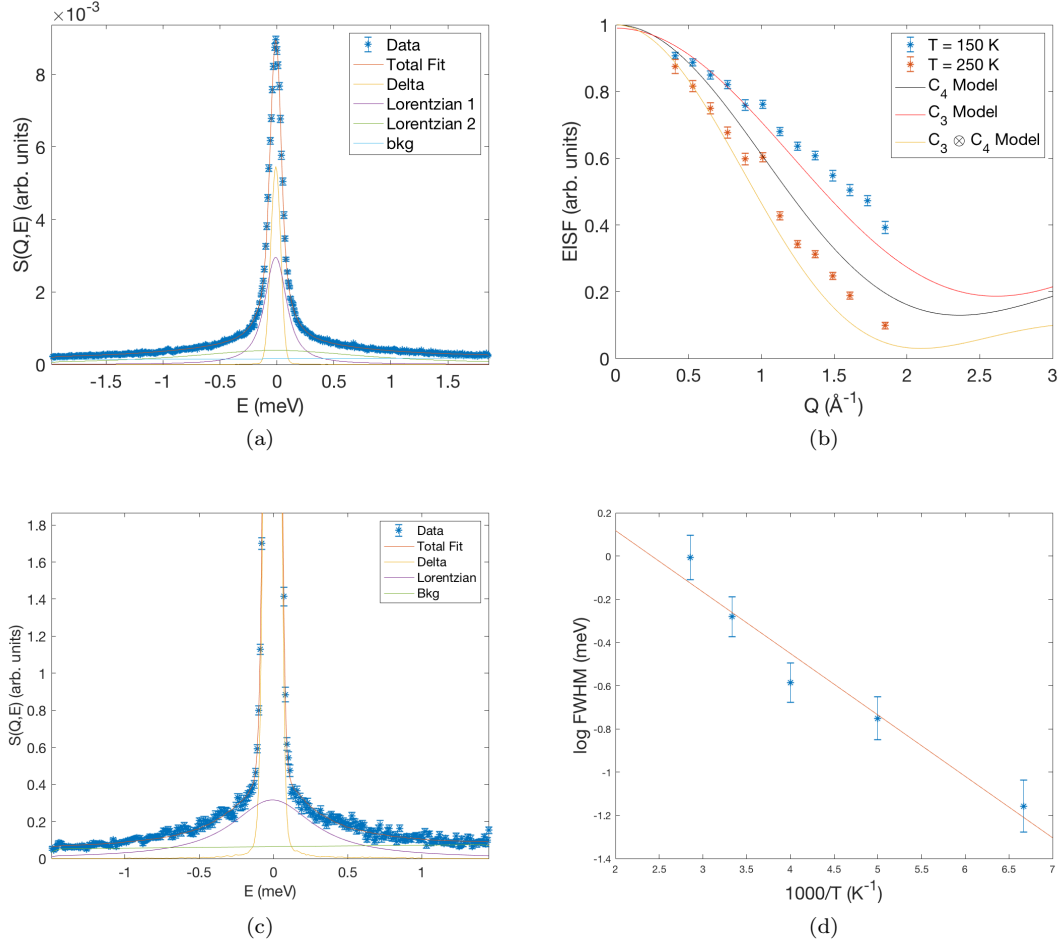 ×10⁻³
8
6
4
2
0
S(Q,E) (arb. units)
Data
Total Fit
Delta
Lorentzian 1
Lorentzian 2
bkg
-1.5 -1 -0.5 0 0.5 1 1.5
E (meV)
(a)
1
0.8
0.6
0.4
0.2
0
EISF (arb. units)
T = 150 K
T = 250 K
C₄ Model
C₃ Model
C₃ ⊗ C₄ Model
0 0.5 1 1.5 2 2.5 3
Q (Å⁻¹)
(b)
1.8
1.6
1.4
1.2
1
0.8
0.6
0.4
0.2
0
S(Q,E) (arb. units)
Data
Total Fit
Delta
Lorentzian
Bkg
-1 -0.5 0 0.5 1
E (meV)
(c)
0.2
0
-0.2
-0.4
-0.6
-0.8
-1
-1.2
-1.4
log FWHM (meV)
2 2.5 3 3.5 4 4.5 5 5.5 6 6.5 7
1000/T (K⁻¹)
(d)